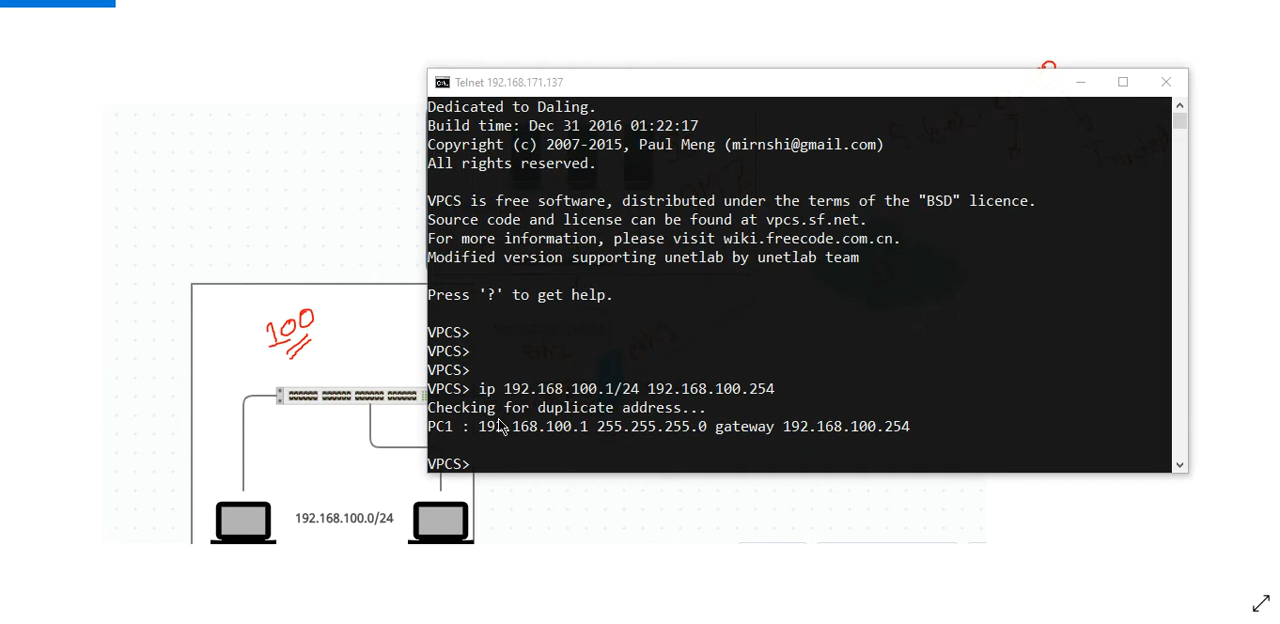 Telnet 192.168.171.137
Dedicated to Daling.
Build time: Dec 31 2016 01:22:17
Copyright (c) 2007-2015, Paul Meng (mirnshi@gmail.com)
All rights reserved.
VPCS is free software, distributed under the terms of the "BSD" licence.
Source code and license can be found at vpcs.sf.net.
For more information, please visit wiki.freecode.com.cn.
Modified version supporting unetlab by unetlab team
Press '?' to get help.
VPCS>
VPCS>
VPCS>
VPCS> ip 192.168.100.1/24 192.168.100.254
Checking for duplicate address...
PC1 : 192.168.100.1 255.255.255.0 gateway 192.168.100.254
VPCS>
100
192.168.100.0/24